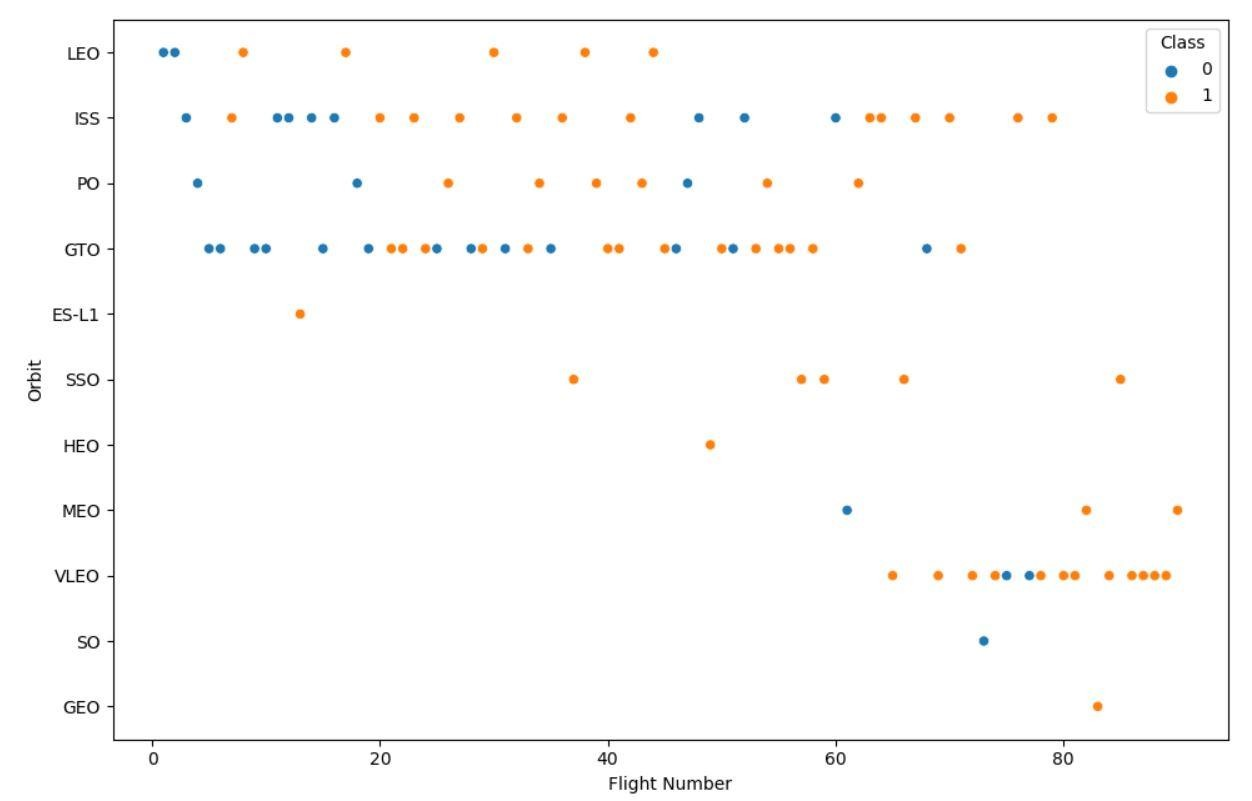 Class
0
1
LEO
ISS
PO
GTO
ES-L1
SSO
HEO
MEO
VLEO
SO
GEO
Orbit
0 20 40 60 80
Flight Number